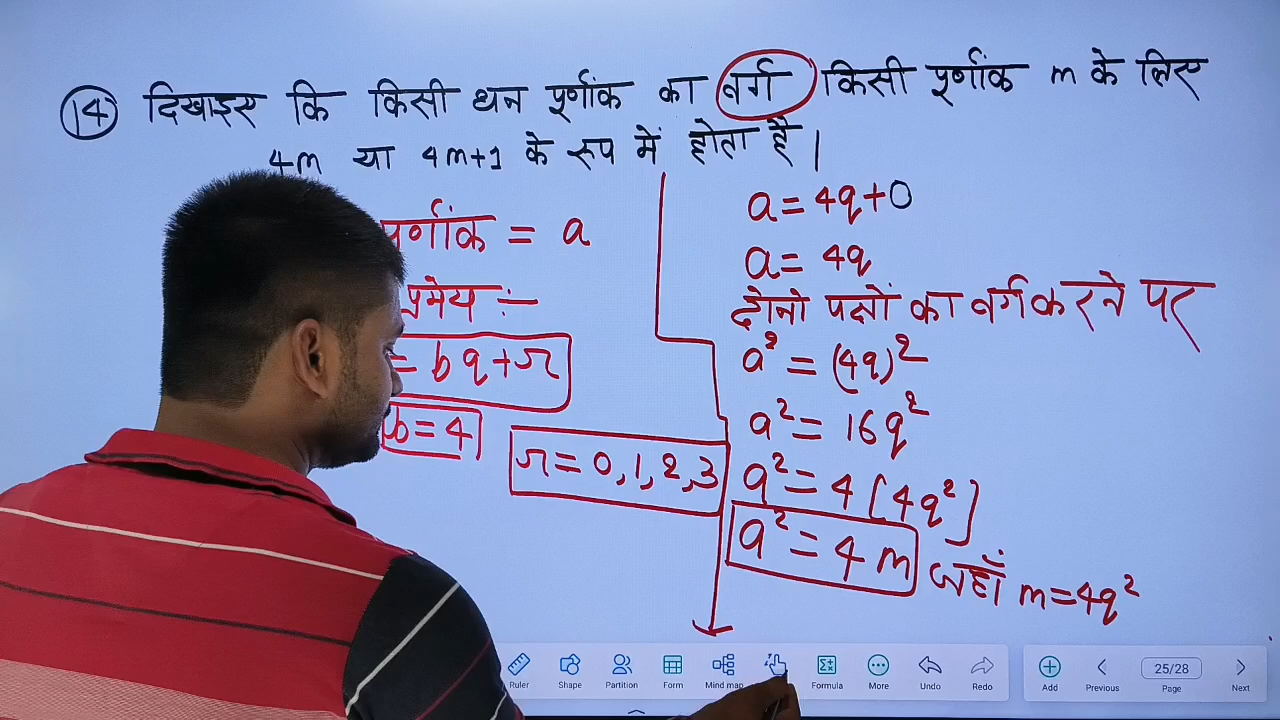 14 दिखाइए कि किसी धन पूर्णांक का वर्ग किसी पूर्णांक m के लिए
4m या 4m+1 के रूप में होता है।
पूर्णांक = a
प्रमेय :-
= bq+r
b=4
r=0,1,2,3
a=4q+0
a=4q
दोनो पक्षों का वर्ग करने पर
a²=(4q)²
a²=16q²
a²=4[4q²]
a²=4m जहाँ m=4q²
Ruler Shape Partition Form Mind map Formula More Undo Redo
Add Previous 25/28 Page Next